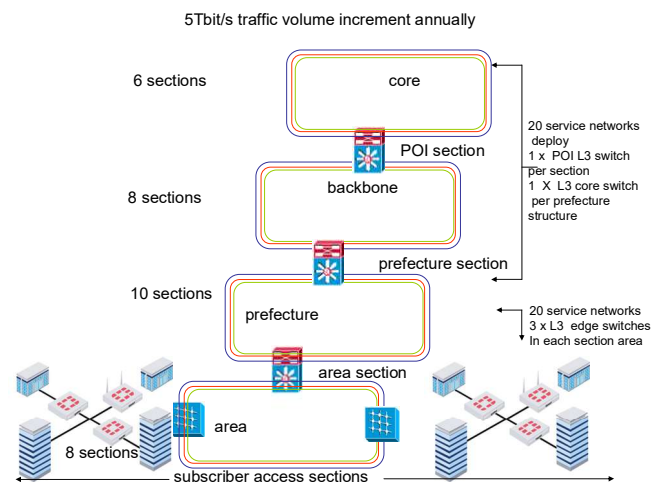 5Tbit/s traffic volume increment annually
6 sections
core
20 service networks
deploy
1 x POI L3 switch
per section
1 X L3 core switch
per prefecture
structure
POI section
backbone
8 sections
prefecture section
10 sections
prefecture
20 service networks
3 x L3 edge switches
In each section area
area section
area
8 sections
subscriber access sections